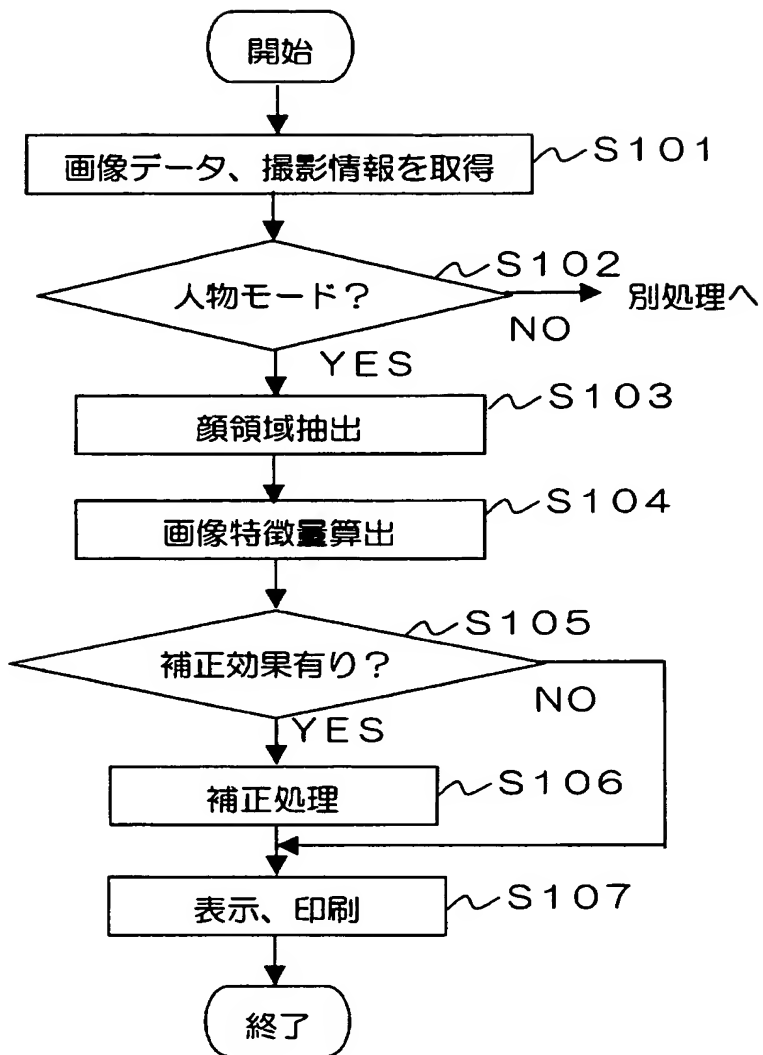 開始
画像データ、撮影情報を取得
S101
人物モード?
S102
別処理へ
NO
YES
顔領域抽出
S103
画像特徴量算出
S104
補正効果有り?
S105
NO
YES
補正処理
S106
表示、印刷
S107
終了